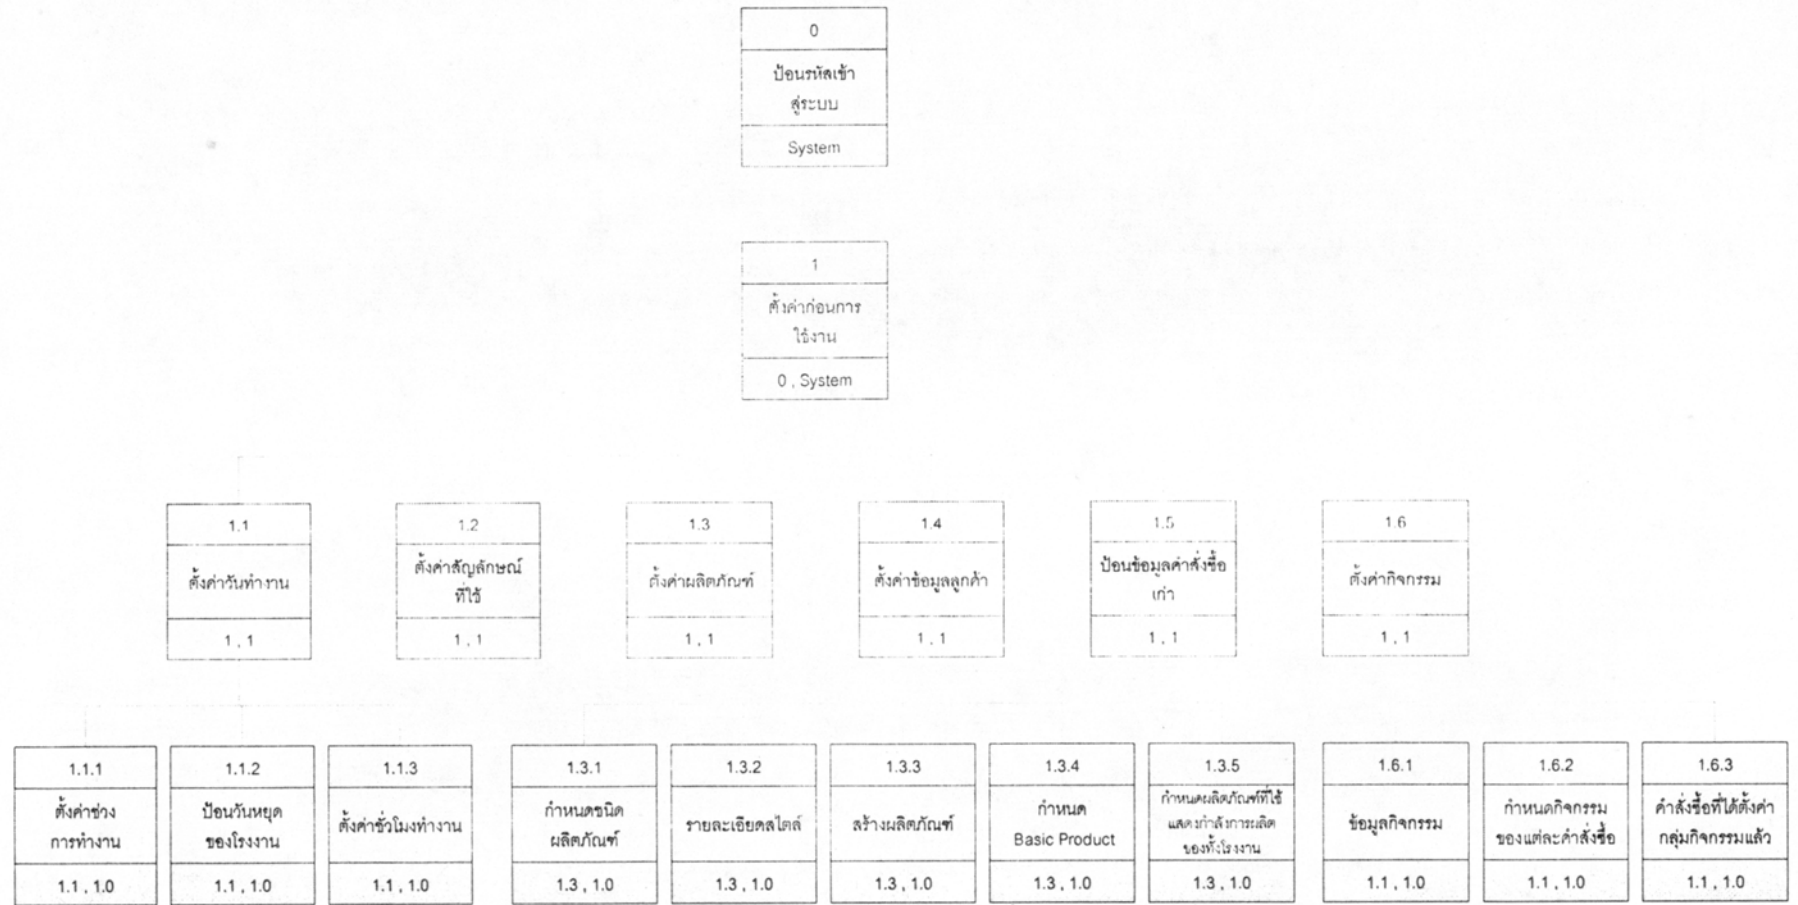 0
ป้อนรหัสเข้า
สู่ระบบ
System
1
ตั้งค่าก่อนการ
ใช้งาน
0 , System
1.1
ตั้งค่าวันทำงาน
1 , 1
1.2
ตั้งค่าสัญลักษณ์
ที่ใช้
1 , 1
1.3
ตั้งค่าผลิตภัณฑ์
1 , 1
1.4
ตั้งค่าข้อมูลลูกค้า
1 , 1
1.5
ป้อนข้อมูลคำสั่งซื้อ
เก่า
1 , 1
1.6
ตั้งค่ากิจกรรม
1 , 1
1.1.1
ตั้งค่าช่วง
การทำงาน
1.1 , 1.0
1.1.2
ป้อนวันหยุด
ของโรงงาน
1.1 , 1.0
1.1.3
ตั้งค่าชั่วโมงทำงาน
1.1 , 1.0
1.3.1
กำหนดชนิด
ผลิตภัณฑ์
1.3 , 1.0
1.3.2
รายละเอียดสไตล์
1.3 , 1.0
1.3.3
สร้างผลิตภัณฑ์
1.3 , 1.0
1.3.4
กำหนด
Basic Product
1.3 , 1.0
1.3.5
กำหนดผลิตภัณฑ์ที่ใช้
แสดงกำลังการผลิต
ของทั้งโรงงาน
1.3 , 1.0
1.6.1
ข้อมูลกิจกรรม
1.1 , 1.0
1.6.2
กำหนดกิจกรรม
ของแต่ละคำสั่งซื้อ
1.1 , 1.0
1.6.3
คำสั่งซื้อที่ได้ตั้งค่า
กลุ่มกิจกรรมแล้ว
1.1 , 1.0